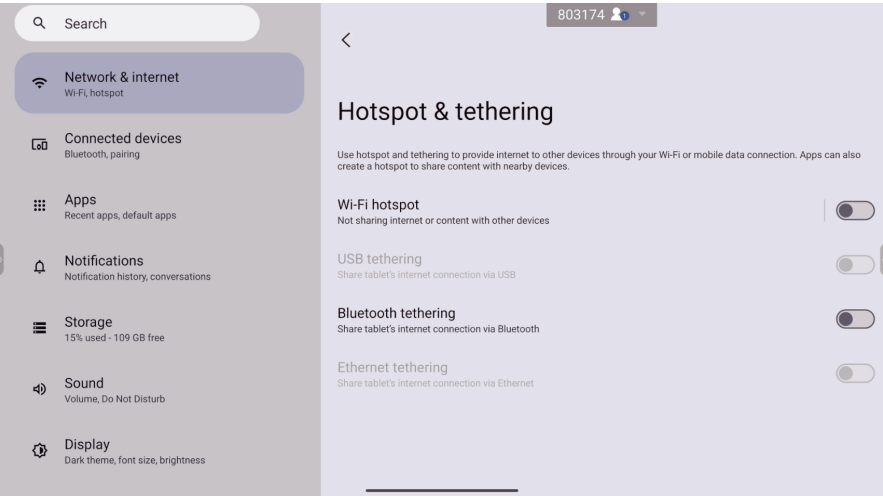 Search
Network & internet
Wi-Fi, hotspot
Connected devices
Bluetooth, pairing
Apps
Recent apps, default apps
Notifications
Notification history, conversations
Storage
15% used - 109 GB free
Sound
Volume, Do Not Disturb
Display
Dark theme, font size, brightness
803174 1
Hotspot & tethering
Use hotspot and tethering to provide internet to other devices through your Wi-Fi or mobile data connection. Apps can also
create a hotspot to share content with nearby devices.
Wi-Fi hotspot
Not sharing internet or content with other devices
USB tethering
Share tablet's internet connection via USB
Bluetooth tethering
Share tablet's internet connection via Bluetooth
Ethernet tethering
Share tablet's internet connection via Ethernet